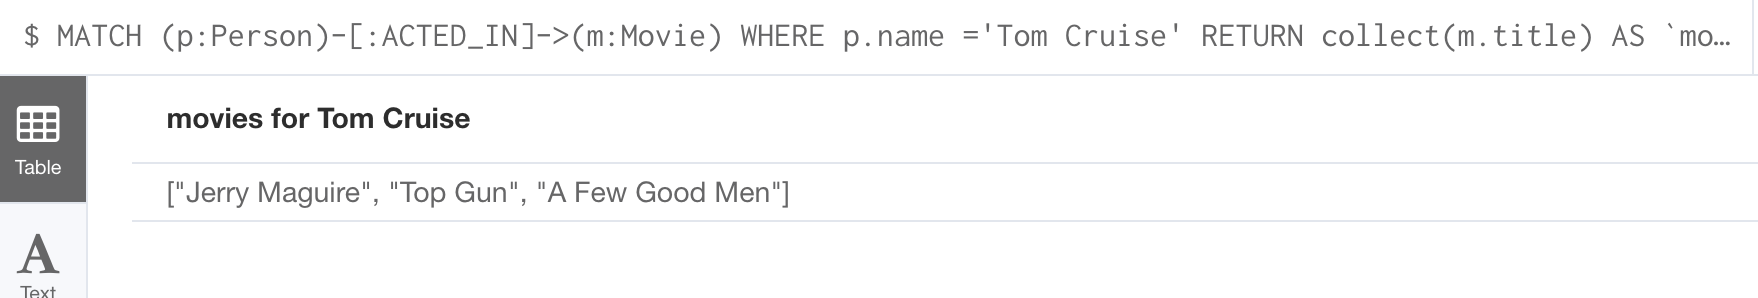 $ MATCH (p:Person)-[:ACTED_IN]->(m:Movie) WHERE p.name ='Tom Cruise' RETURN collect(m.title) AS `mo…
movies for Tom Cruise
Table
["Jerry Maguire", "Top Gun", "A Few Good Men"]
A
Text